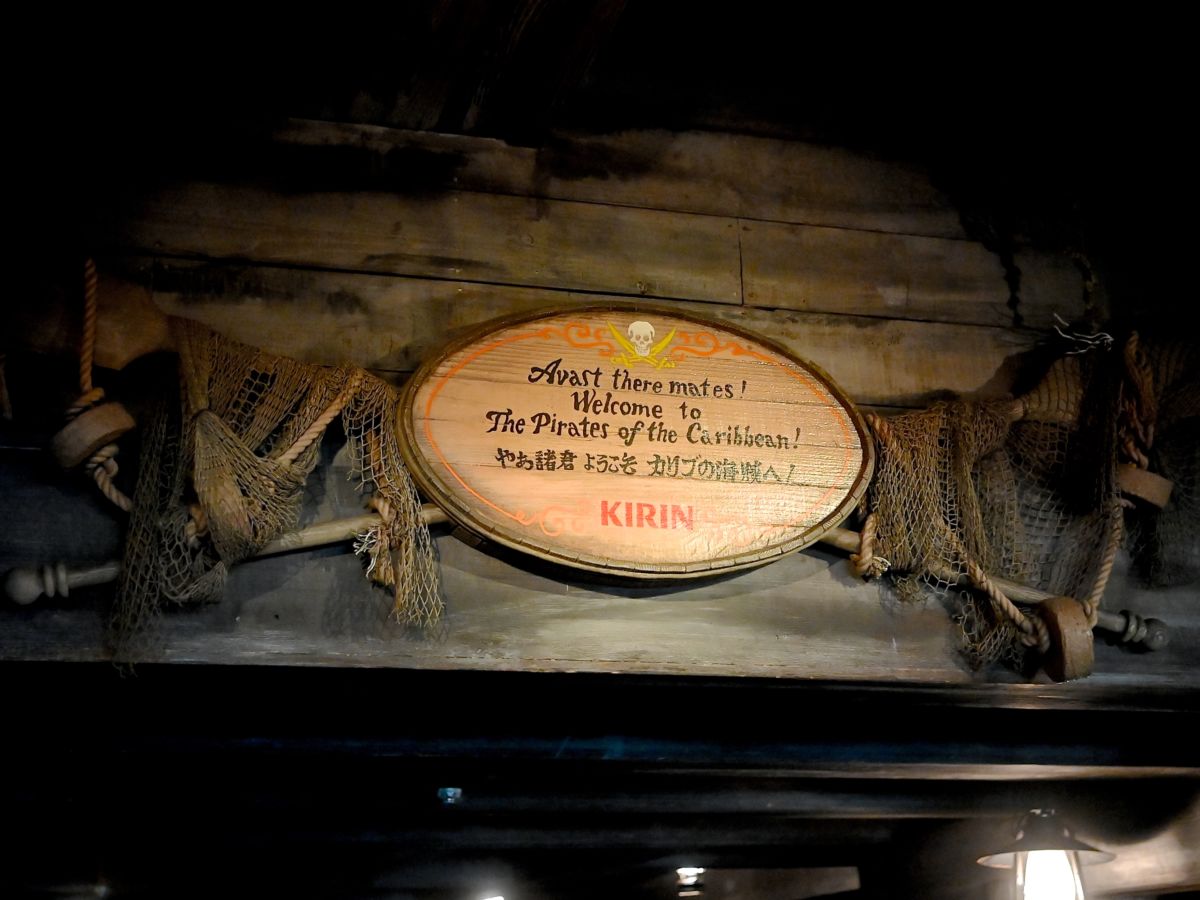 Avast there mates!
Welcome to
The Pirates of the Caribbean!
やあ諸君 ようこそ カリブの海賊へ!
KIRIN